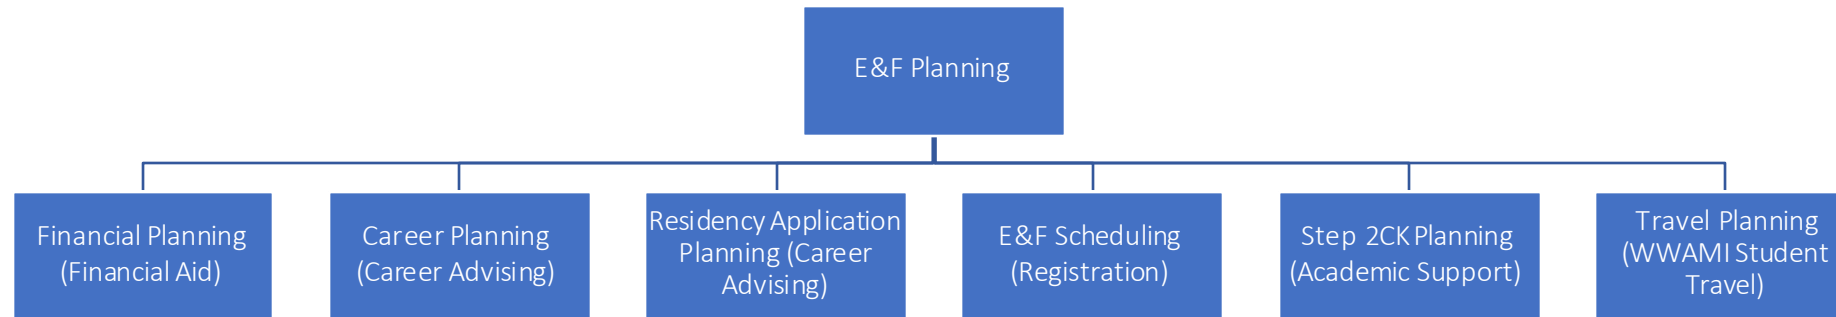 E&F Planning
Financial Planning
(Financial Aid)
Career Planning
(Career Advising)
Residency Application
Planning (Career
Advising)
E&F Scheduling
(Registration)
Step 2CK Planning
(Academic Support)
Travel Planning
(WWAMI Student
Travel)